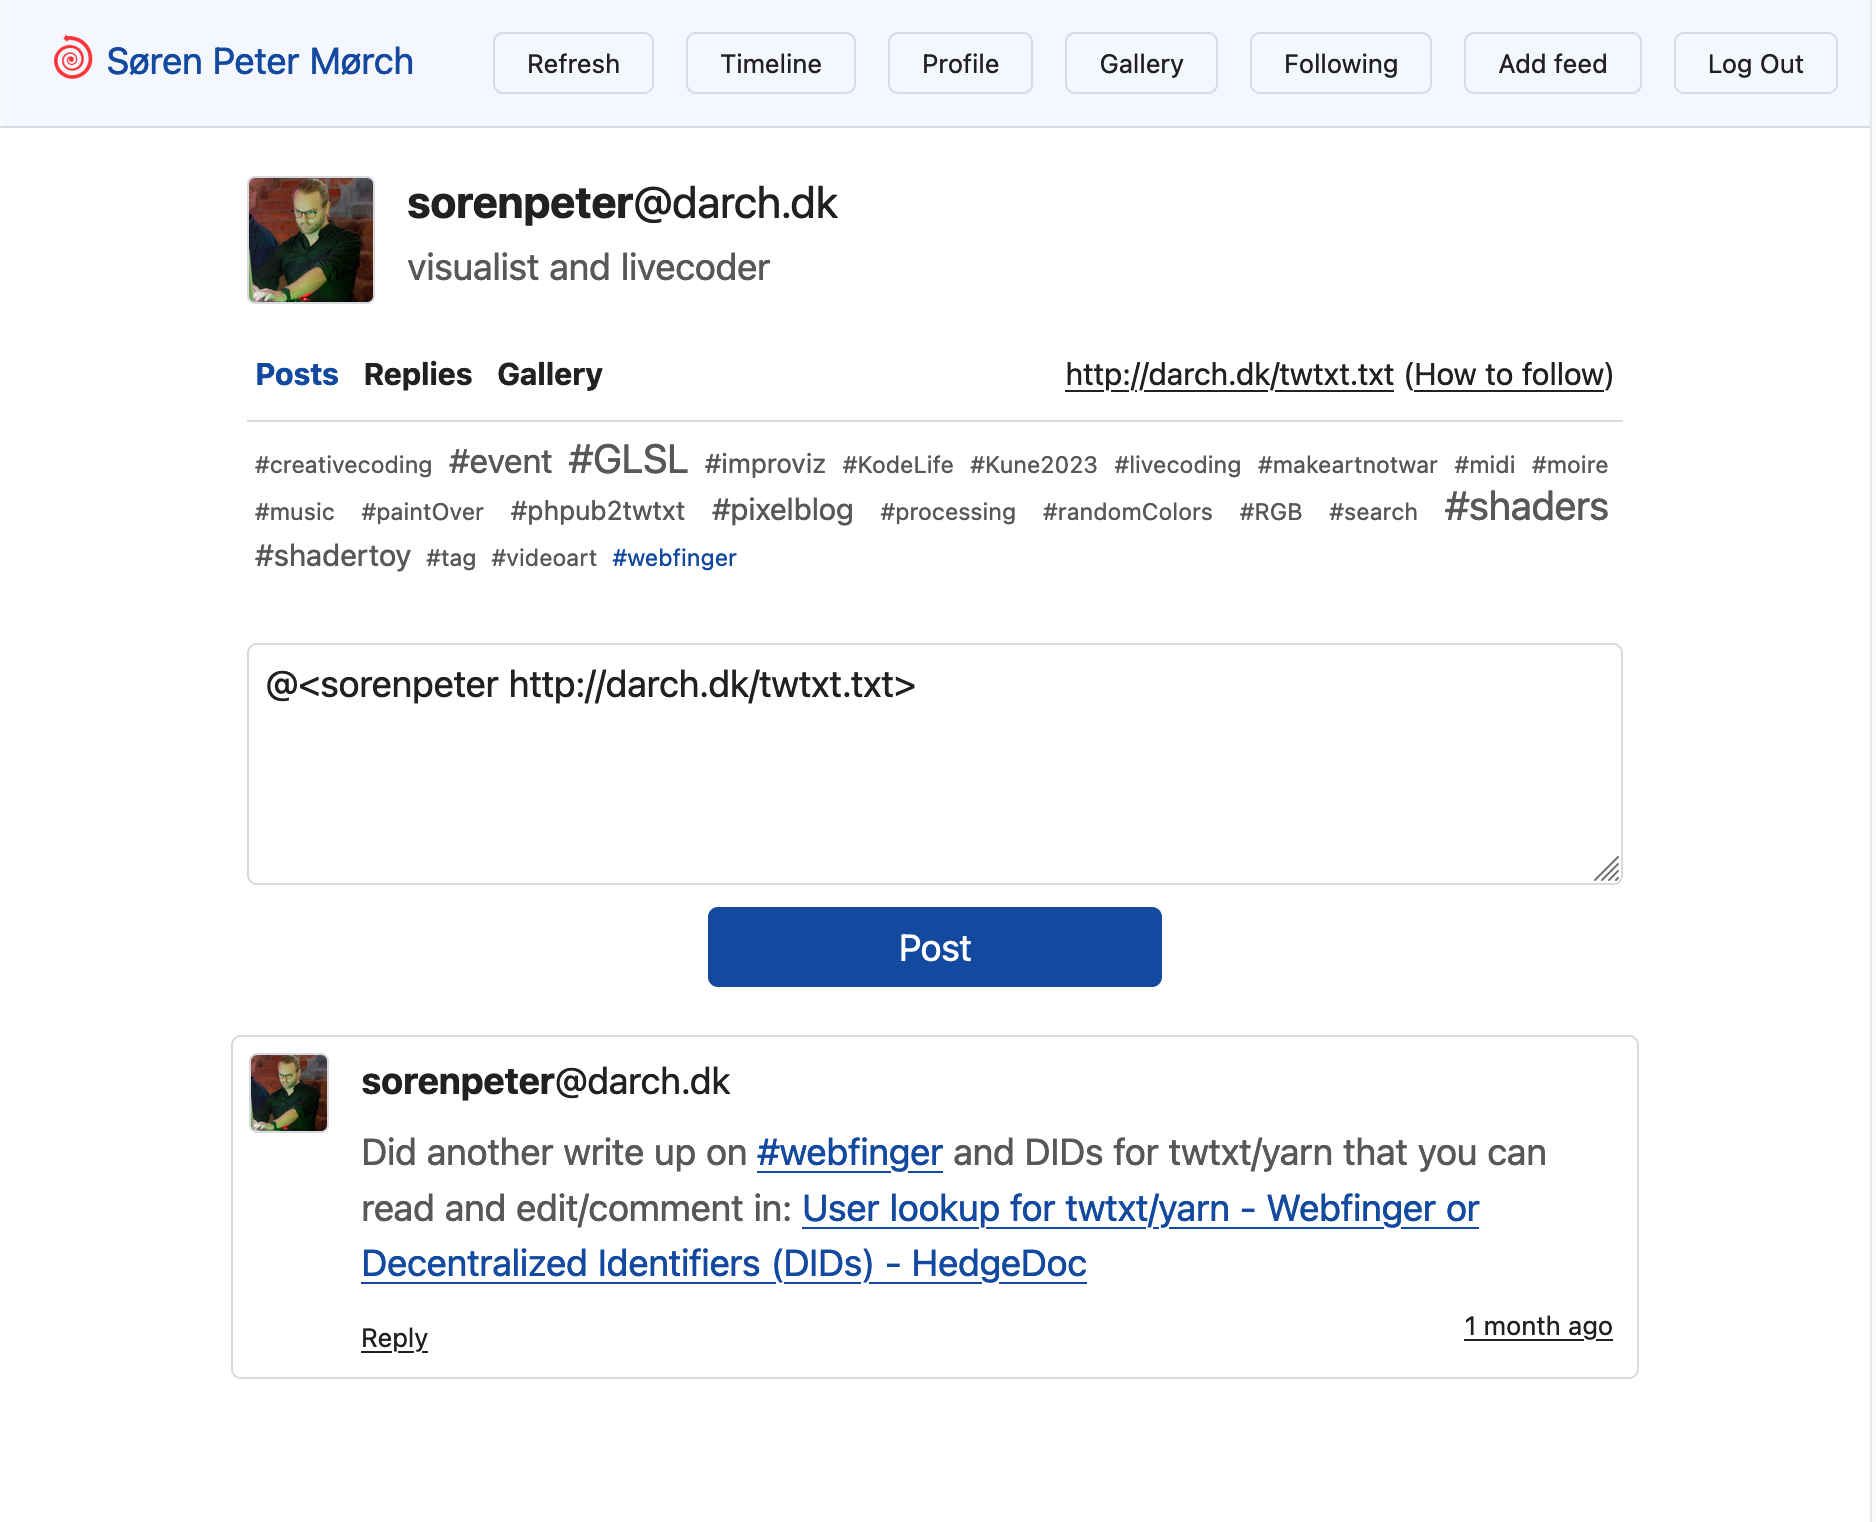 Søren Peter Mørch Refresh Timeline Profile Gallery Following Add feed Log Out
sorenpeter@darch.dk
visualist and livecoder
Posts Replies Gallery http://darch.dk/twtxt.txt (How to follow)
#creativecoding #event #GLSL #improviz #KodeLife #Kune2023 #livecoding #makeartnotwar #midi #moire
#music #paintOver #phpub2twtxt #pixelblog #processing #randomColors #RGB #search #shaders
#shadertoy #tag #videoart #webfinger
@<sorenpeter http://darch.dk/twtxt.txt>
Post
sorenpeter@darch.dk
Did another write up on #webfinger and DIDs for twtxt/yarn that you can
read and edit/comment in: User lookup for twtxt/yarn - Webfinger or
Decentralized Identifiers (DIDs) - HedgeDoc
Reply 1 month ago